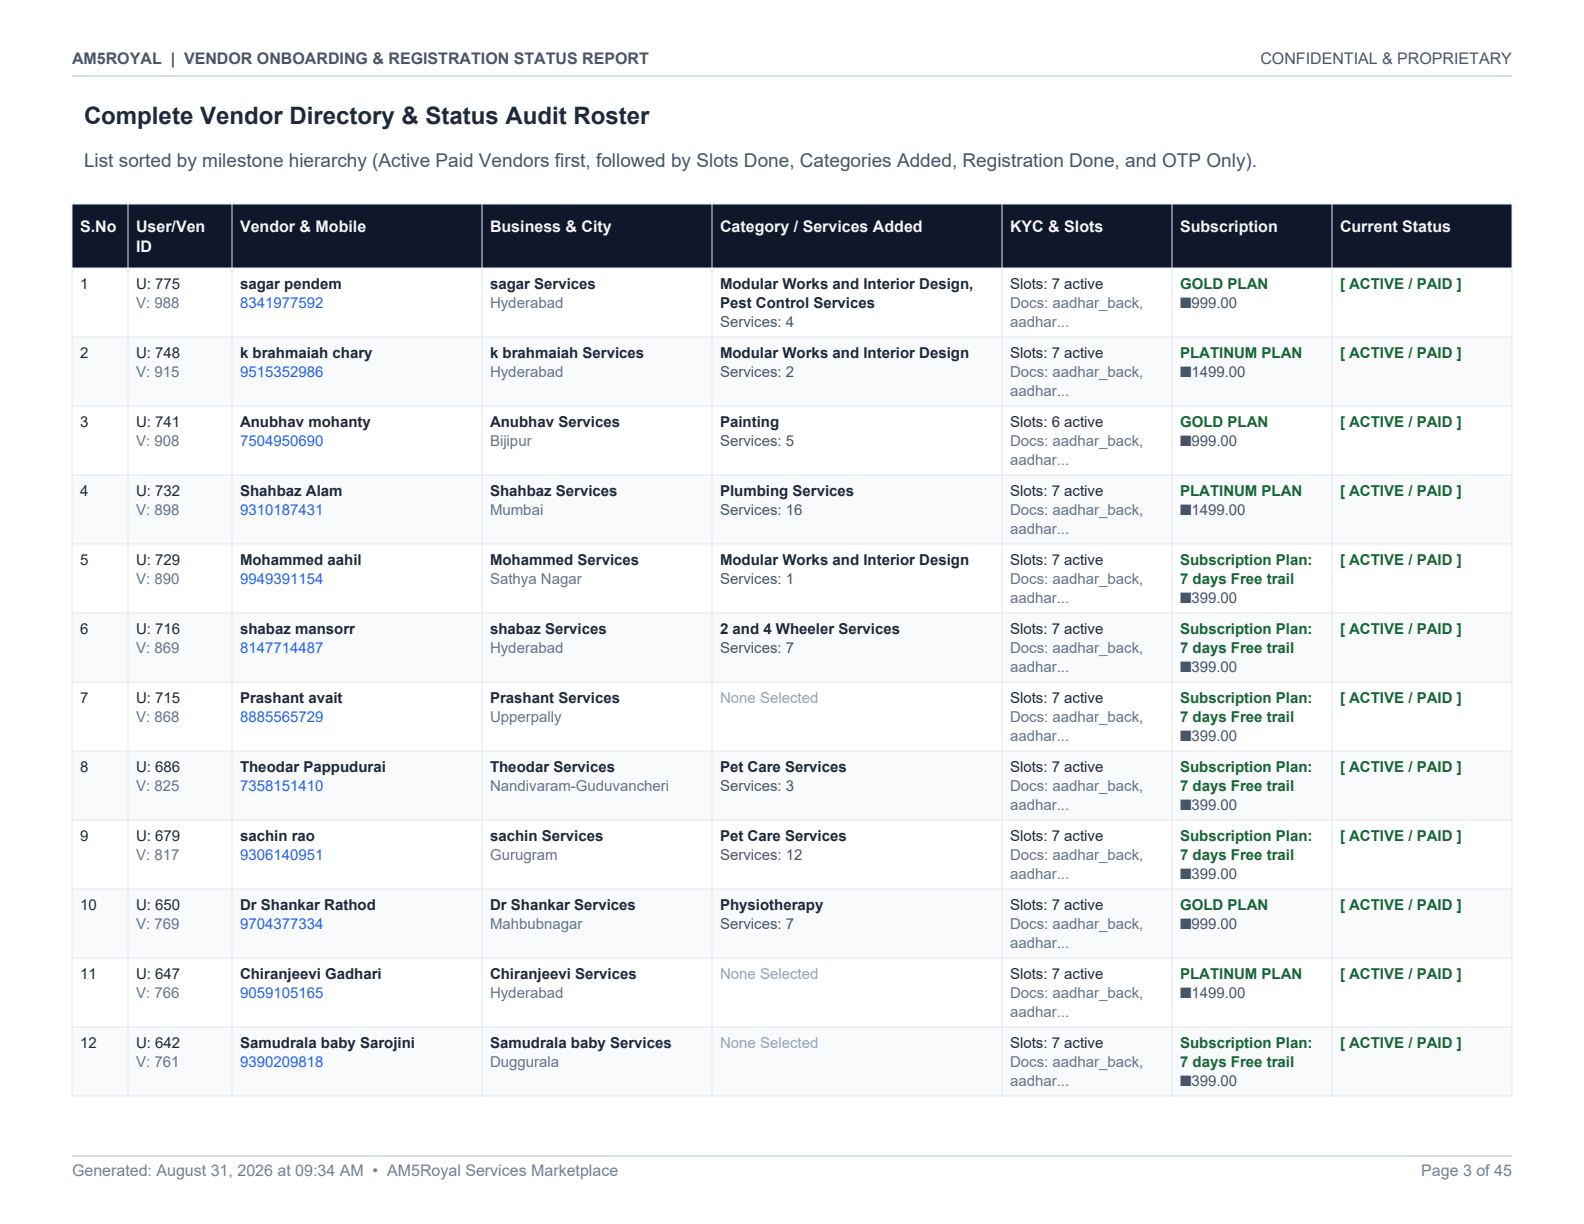 AM5ROYAL | VENDOR ONBOARDING & REGISTRATION STATUS REPORT
CONFIDENTIAL & PROPRIETARY
Complete Vendor Directory & Status Audit Roster
List sorted by milestone hierarchy (Active Paid Vendors first, followed by Slots Done, Categories Added, Registration Done, and OTP Only).
S.No
User/Ven
ID
Vendor & Mobile
Business & City
Category / Services Added
KYC & Slots
Subscription
Current Status
1
U: 775
V: 988
sagar pendem
8341977592
sagar Services
Hyderabad
Modular Works and Interior Design,
Pest Control Services
Services: 4
Slots: 7 active
Docs: aadhar_back,
aadhar...
GOLD PLAN
■999.00
[ ACTIVE / PAID ]
2
U: 748
V: 915
k brahmaiah chary
9515352986
k brahmaiah Services
Hyderabad
Modular Works and Interior Design
Services: 2
Slots: 7 active
Docs: aadhar_back,
aadhar...
PLATINUM PLAN
■1499.00
[ ACTIVE / PAID ]
3
U: 741
V: 908
Anubhav mohanty
7504950690
Anubhav Services
Bijipur
Painting
Services: 5
Slots: 6 active
Docs: aadhar_back,
aadhar...
GOLD PLAN
■999.00
[ ACTIVE / PAID ]
4
U: 732
V: 898
Shahbaz Alam
9310187431
Shahbaz Services
Mumbai
Plumbing Services
Services: 16
Slots: 7 active
Docs: aadhar_back,
aadhar...
PLATINUM PLAN
■1499.00
[ ACTIVE / PAID ]
5
U: 729
V: 890
Mohammed aahil
9949391154
Mohammed Services
Sathya Nagar
Modular Works and Interior Design
Services: 1
Slots: 7 active
Docs: aadhar_back,
aadhar...
Subscription Plan:
7 days Free trail
■399.00
[ ACTIVE / PAID ]
6
U: 716
V: 869
shabaz mansorr
8147714487
shabaz Services
Hyderabad
2 and 4 Wheeler Services
Services: 7
Slots: 7 active
Docs: aadhar_back,
aadhar...
Subscription Plan:
7 days Free trail
■399.00
[ ACTIVE / PAID ]
7
U: 715
V: 868
Prashant avait
8885565729
Prashant Services
Upperpally
None Selected
Slots: 7 active
Docs: aadhar_back,
aadhar...
Subscription Plan:
7 days Free trail
■399.00
[ ACTIVE / PAID ]
8
U: 686
V: 825
Theodar Pappudurai
7358151410
Theodar Services
Nandivaram-Guduvancheri
Pet Care Services
Services: 3
Slots: 7 active
Docs: aadhar_back,
aadhar...
Subscription Plan:
7 days Free trail
■399.00
[ ACTIVE / PAID ]
9
U: 679
V: 817
sachin rao
9306140951
sachin Services
Gurugram
Pet Care Services
Services: 12
Slots: 7 active
Docs: aadhar_back,
aadhar...
Subscription Plan:
7 days Free trail
■399.00
[ ACTIVE / PAID ]
10
U: 650
V: 769
Dr Shankar Rathod
9704377334
Dr Shankar Services
Mahbubnagar
Physiotherapy
Services: 7
Slots: 7 active
Docs: aadhar_back,
aadhar...
GOLD PLAN
■999.00
[ ACTIVE / PAID ]
11
U: 647
V: 766
Chiranjeevi Gadhari
9059105165
Chiranjeevi Services
Hyderabad
None Selected
Slots: 7 active
Docs: aadhar_back,
aadhar...
PLATINUM PLAN
■1499.00
[ ACTIVE / PAID ]
12
U: 642
V: 761
Samudrala baby Sarojini
9390209818
Samudrala baby Services
Duggurala
None Selected
Slots: 7 active
Docs: aadhar_back,
aadhar...
Subscription Plan:
7 days Free trail
■399.00
[ ACTIVE / PAID ]
Generated: August 31, 2026 at 09:34 AM • AM5Royal Services Marketplace
Page 3 of 45